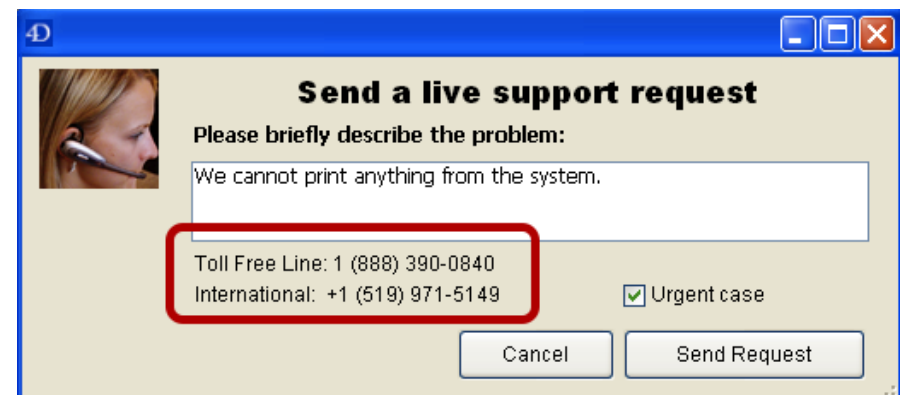 4D
Send a live support request
Please briefly describe the problem:
We cannot print anything from the system.
Toll Free Line: 1 (888) 390-0840
International: +1 (519) 971-5149
Urgent case
Cancel
Send Request